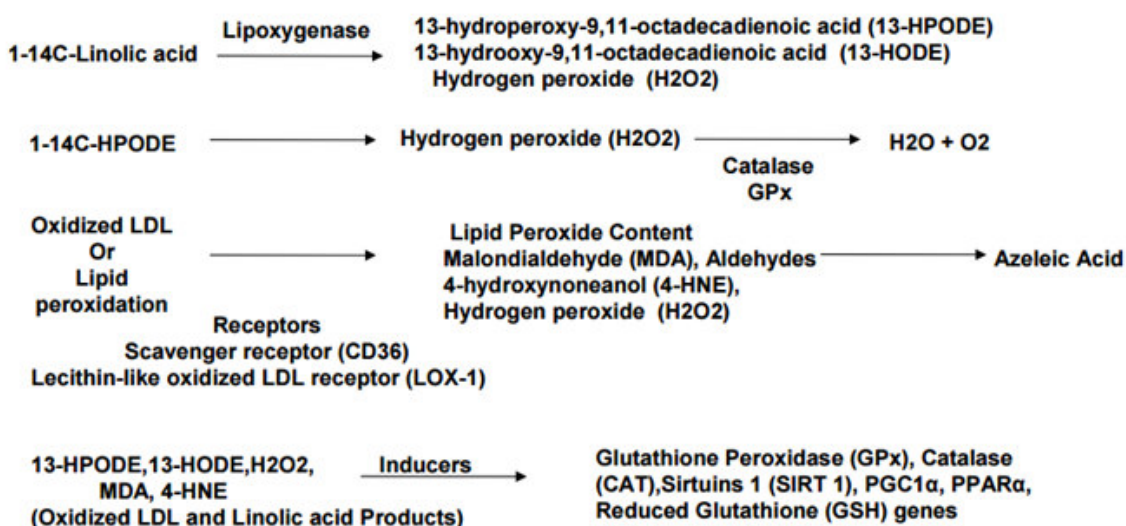 Lipoxygenase
1-14C-Linolic acid
13-hydroperoxy-9,11-octadecadienoic acid (13-HPODE)
13-hydrooxy-9,11-octadecadienoic acid (13-HODE)
Hydrogen peroxide (H2O2)
1-14C-HPODE
Hydrogen peroxide (H2O2)
Catalase
GPx
H2O + O2
Oxidized LDL
Or
Lipid
peroxidation
Lipid Peroxide Content
Malondialdehyde (MDA), Aldehydes
4-hydroxynoneanol (4-HNE),
Hydrogen peroxide (H2O2)
Azeleic Acid
Receptors
Scavenger receptor (CD36)
Lecithin-like oxidized LDL receptor (LOX-1)
13-HPODE,13-HODE,H2O2,
MDA, 4-HNE
(Oxidized LDL and Linolic acid Products)
Inducers
Glutathione Peroxidase (GPx), Catalase
(CAT),Sirtuins 1 (SIRT 1), PGC1α, PPARα,
Reduced Glutathione (GSH) genes